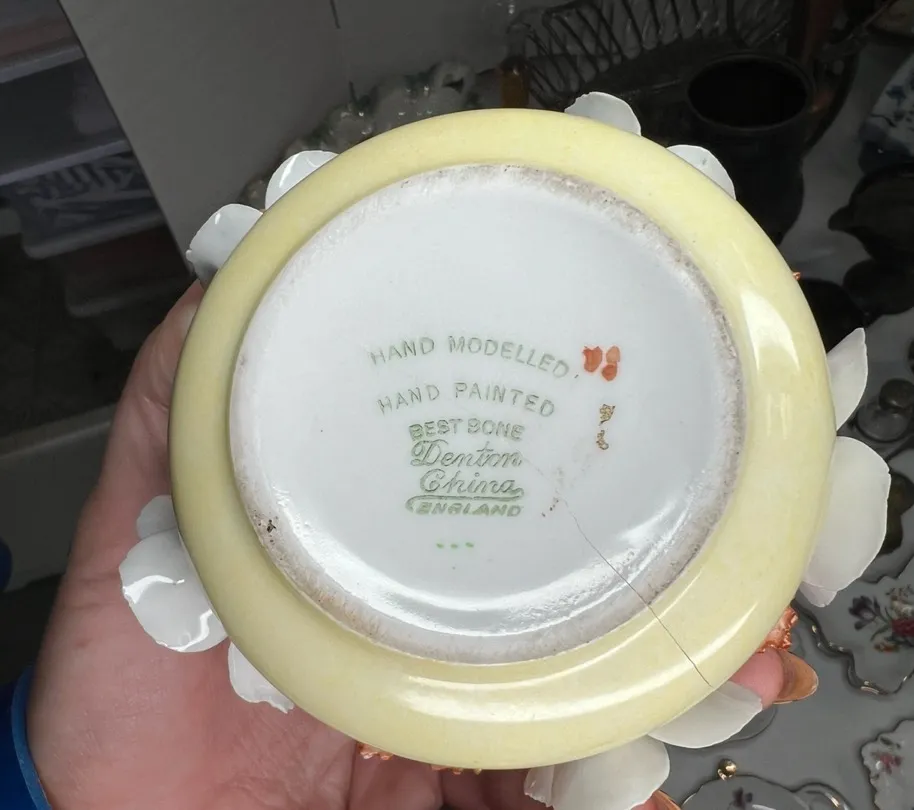 HAND MODELLED.
HAND PAINTED
BEST BONE
Denton
China
ENGLAND